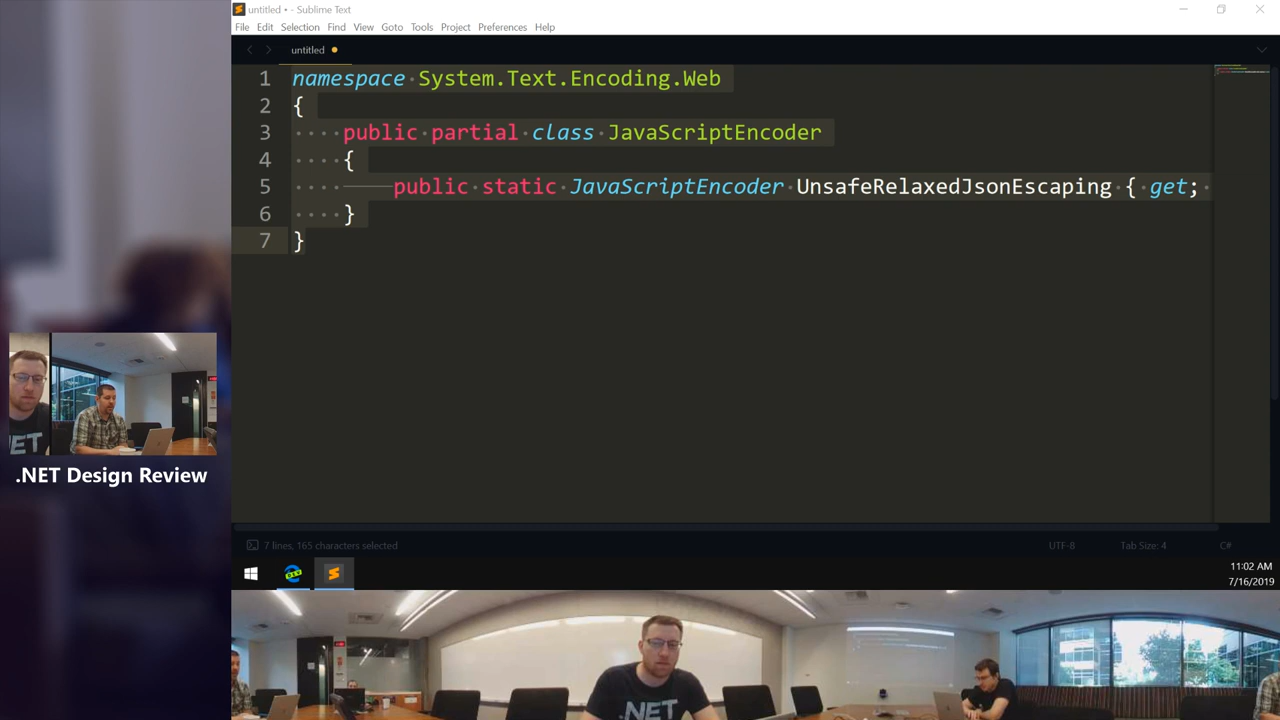 untitled • - Sublime Text
File Edit Selection Find View Goto Tools Project Preferences Help
untitled
1 namespace System.Text.Encoding.Web
2 {
3 public partial class JavaScriptEncoder
4 {
5 public static JavaScriptEncoder UnsafeRelaxedJsonEscaping { get;
6 }
7 }
.NET Design Review
7 lines, 165 characters selected UTF-8 Tab Size: 4 C#
DEV
11:02 AM
7/16/2019
ET
.NET